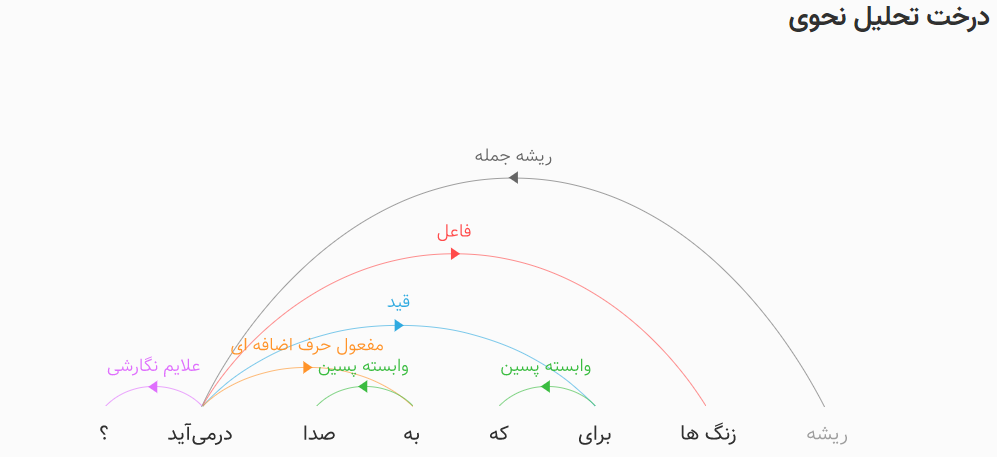 درخت تحلیل نحوی
ریشه جمله
فاعل
قید
مفعول حرف اضافه ای
وابسته پسین وابسته پسین علایم نگارشی
ریشه زنگ ها برای که به صدا درمی‌آید ؟